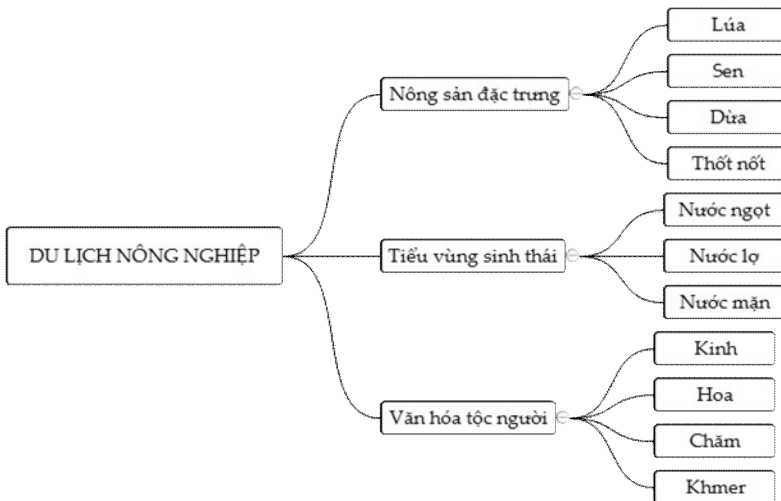 DU LỊCH NÔNG NGHIỆP
Nông sản đặc trưng
Lúa
Sen
Dừa
Thốt nốt
Tiểu vùng sinh thái
Nước ngọt
Nước lợ
Nước mặn
Văn hóa tộc người
Kinh
Hoa
Chăm
Khmer